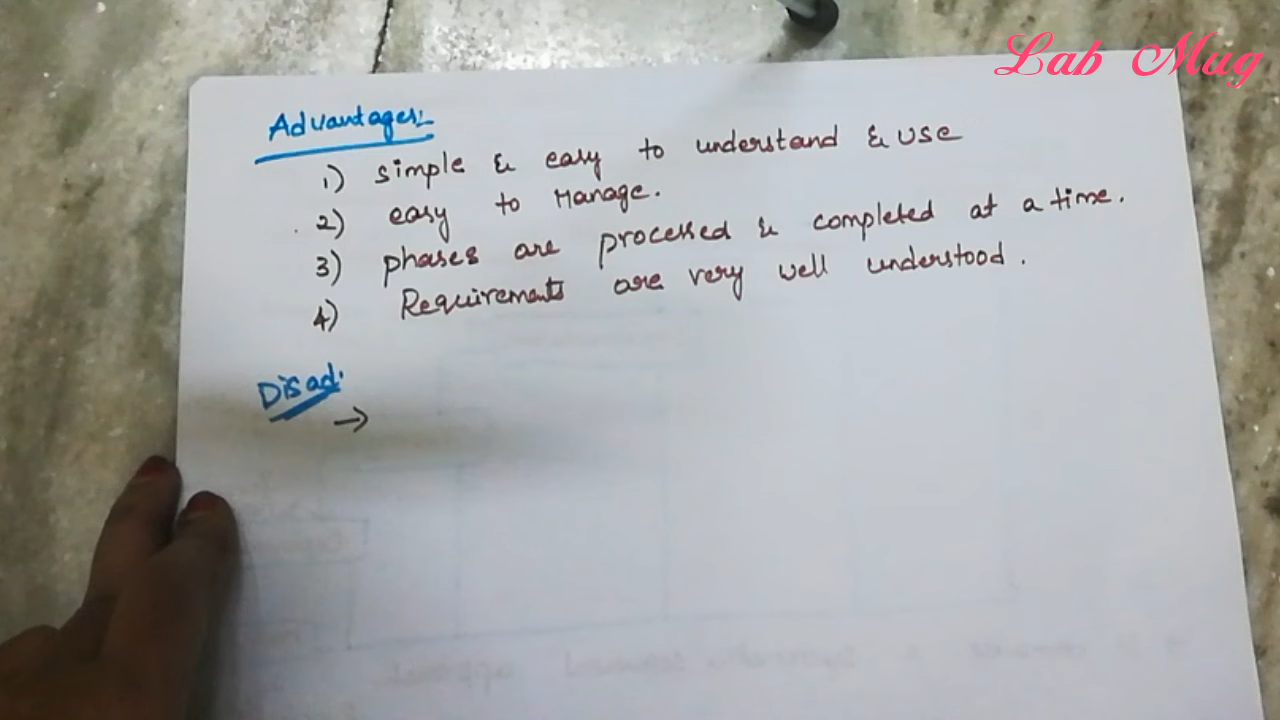 Lab Mug
Advantages:-
1) simple & easy to understand & use
2) easy to Manage.
3) phases are processed & completed at a time.
4) Requirements are very well understood.
Disad.
→